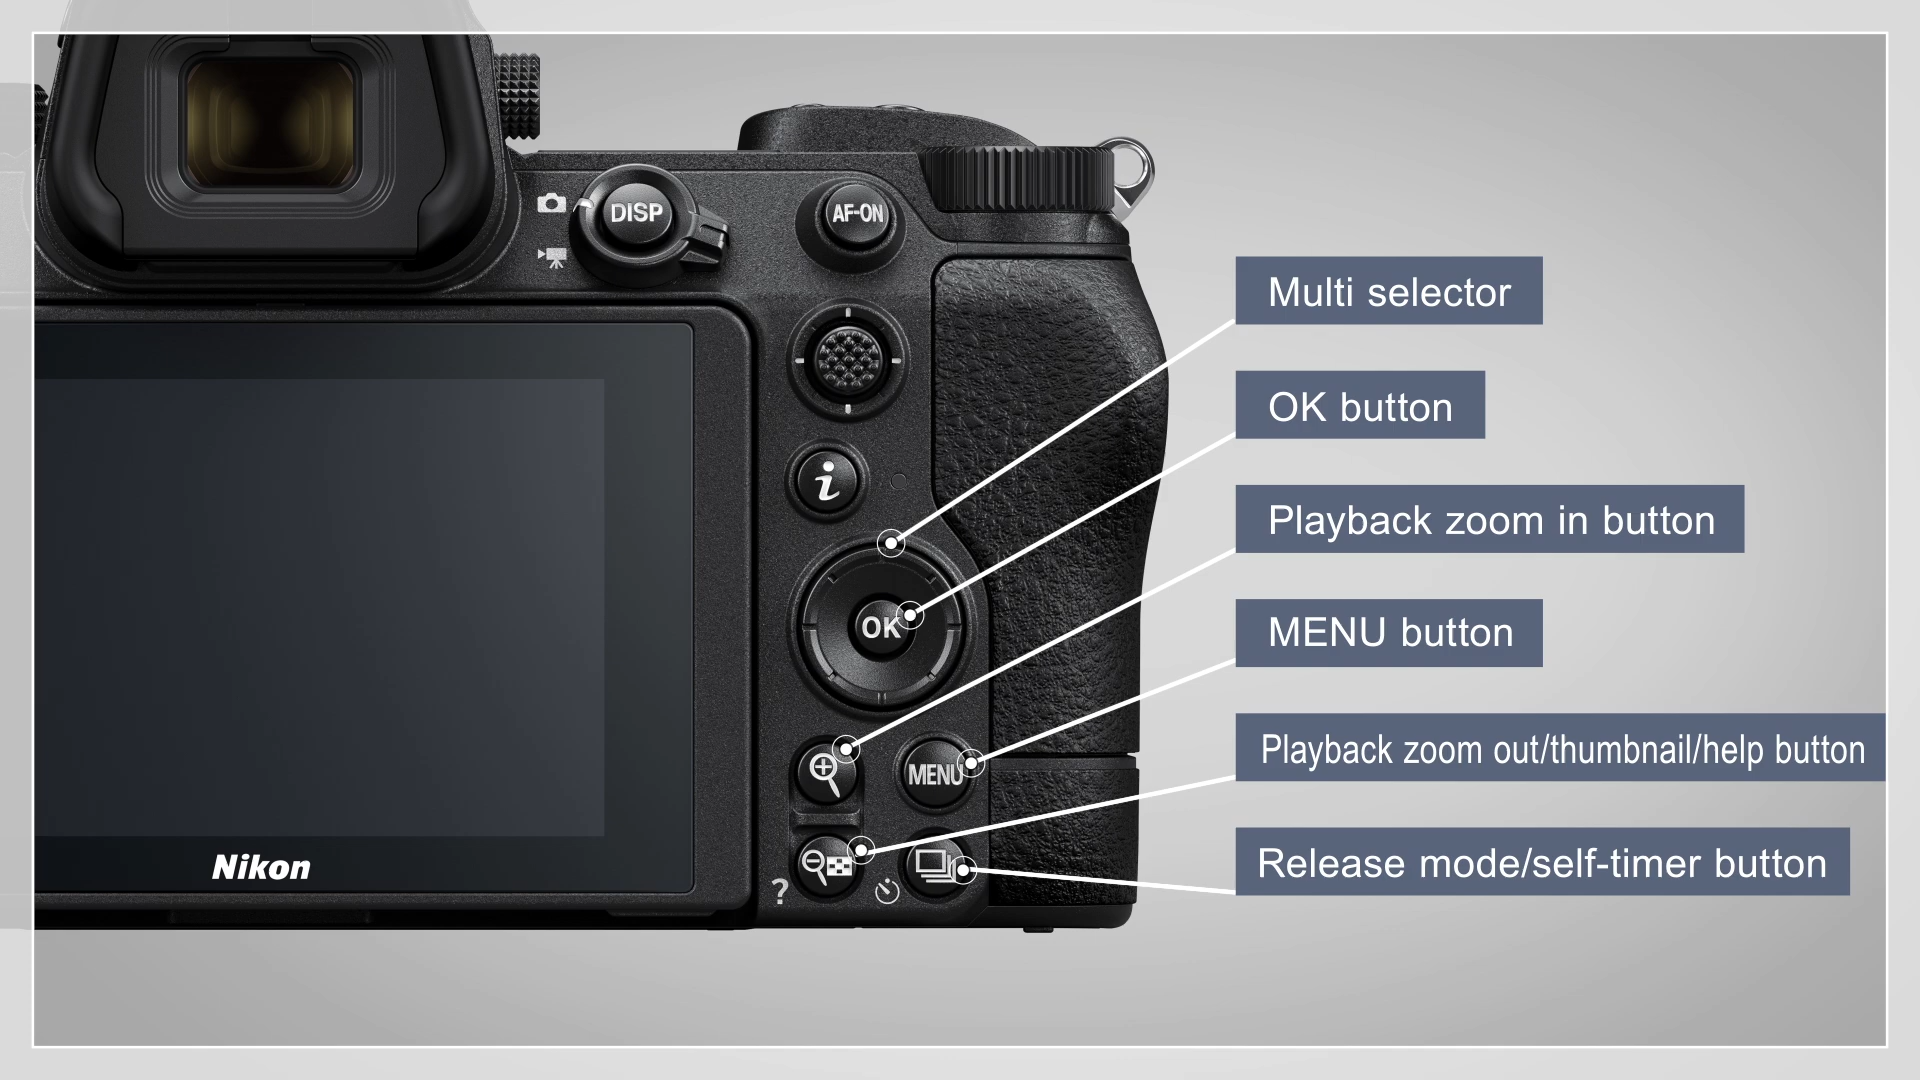 DISP
AF-ON
Multi selector
OK button
i
Playback zoom in button
OK
MENU button
MENU
Playback zoom out/thumbnail/help button
Nikon
?
Release mode/self-timer button